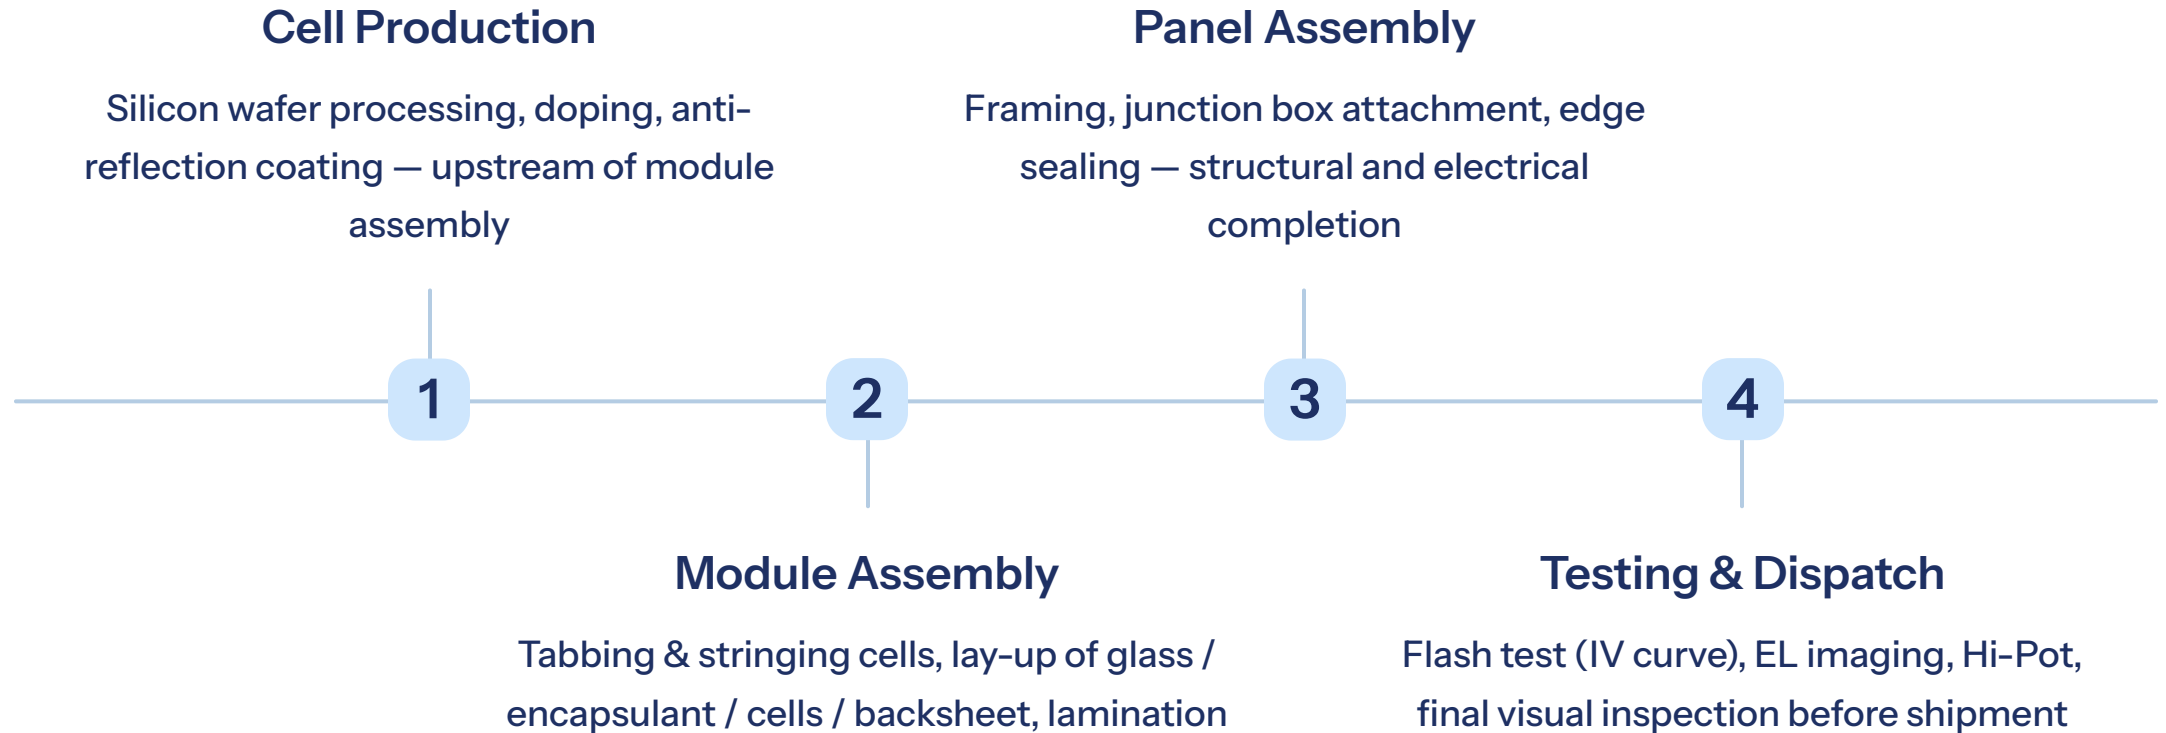 Cell Production
Silicon wafer processing, doping, anti-
reflection coating — upstream of module
assembly
Panel Assembly
Framing, junction box attachment, edge
sealing — structural and electrical
completion
1
2
3
4
Module Assembly
Tabbing & stringing cells, lay-up of glass /
encapsulant / cells / backsheet, lamination
Testing & Dispatch
Flash test (IV curve), EL imaging, Hi-Pot,
final visual inspection before shipment